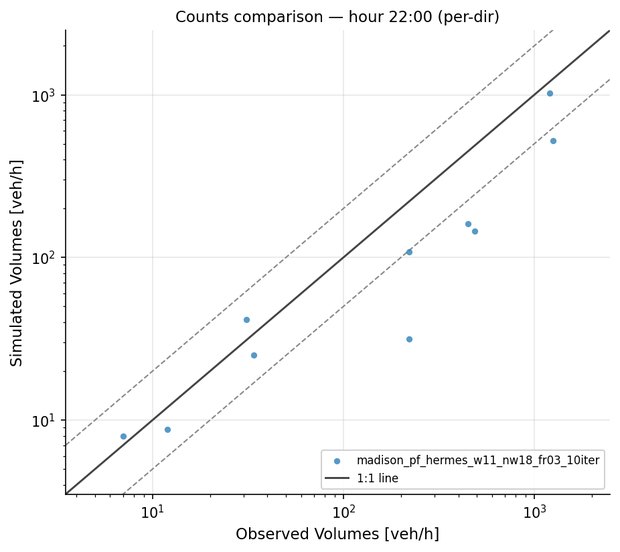 Counts comparison — hour 22:00 (per-dir)
Simulated Volumes [veh/h]
10³
10²
10¹
10¹
10²
10³
Observed Volumes [veh/h]
madison_pf_hermes_w11_nw18_fr03_10iter
1:1 line